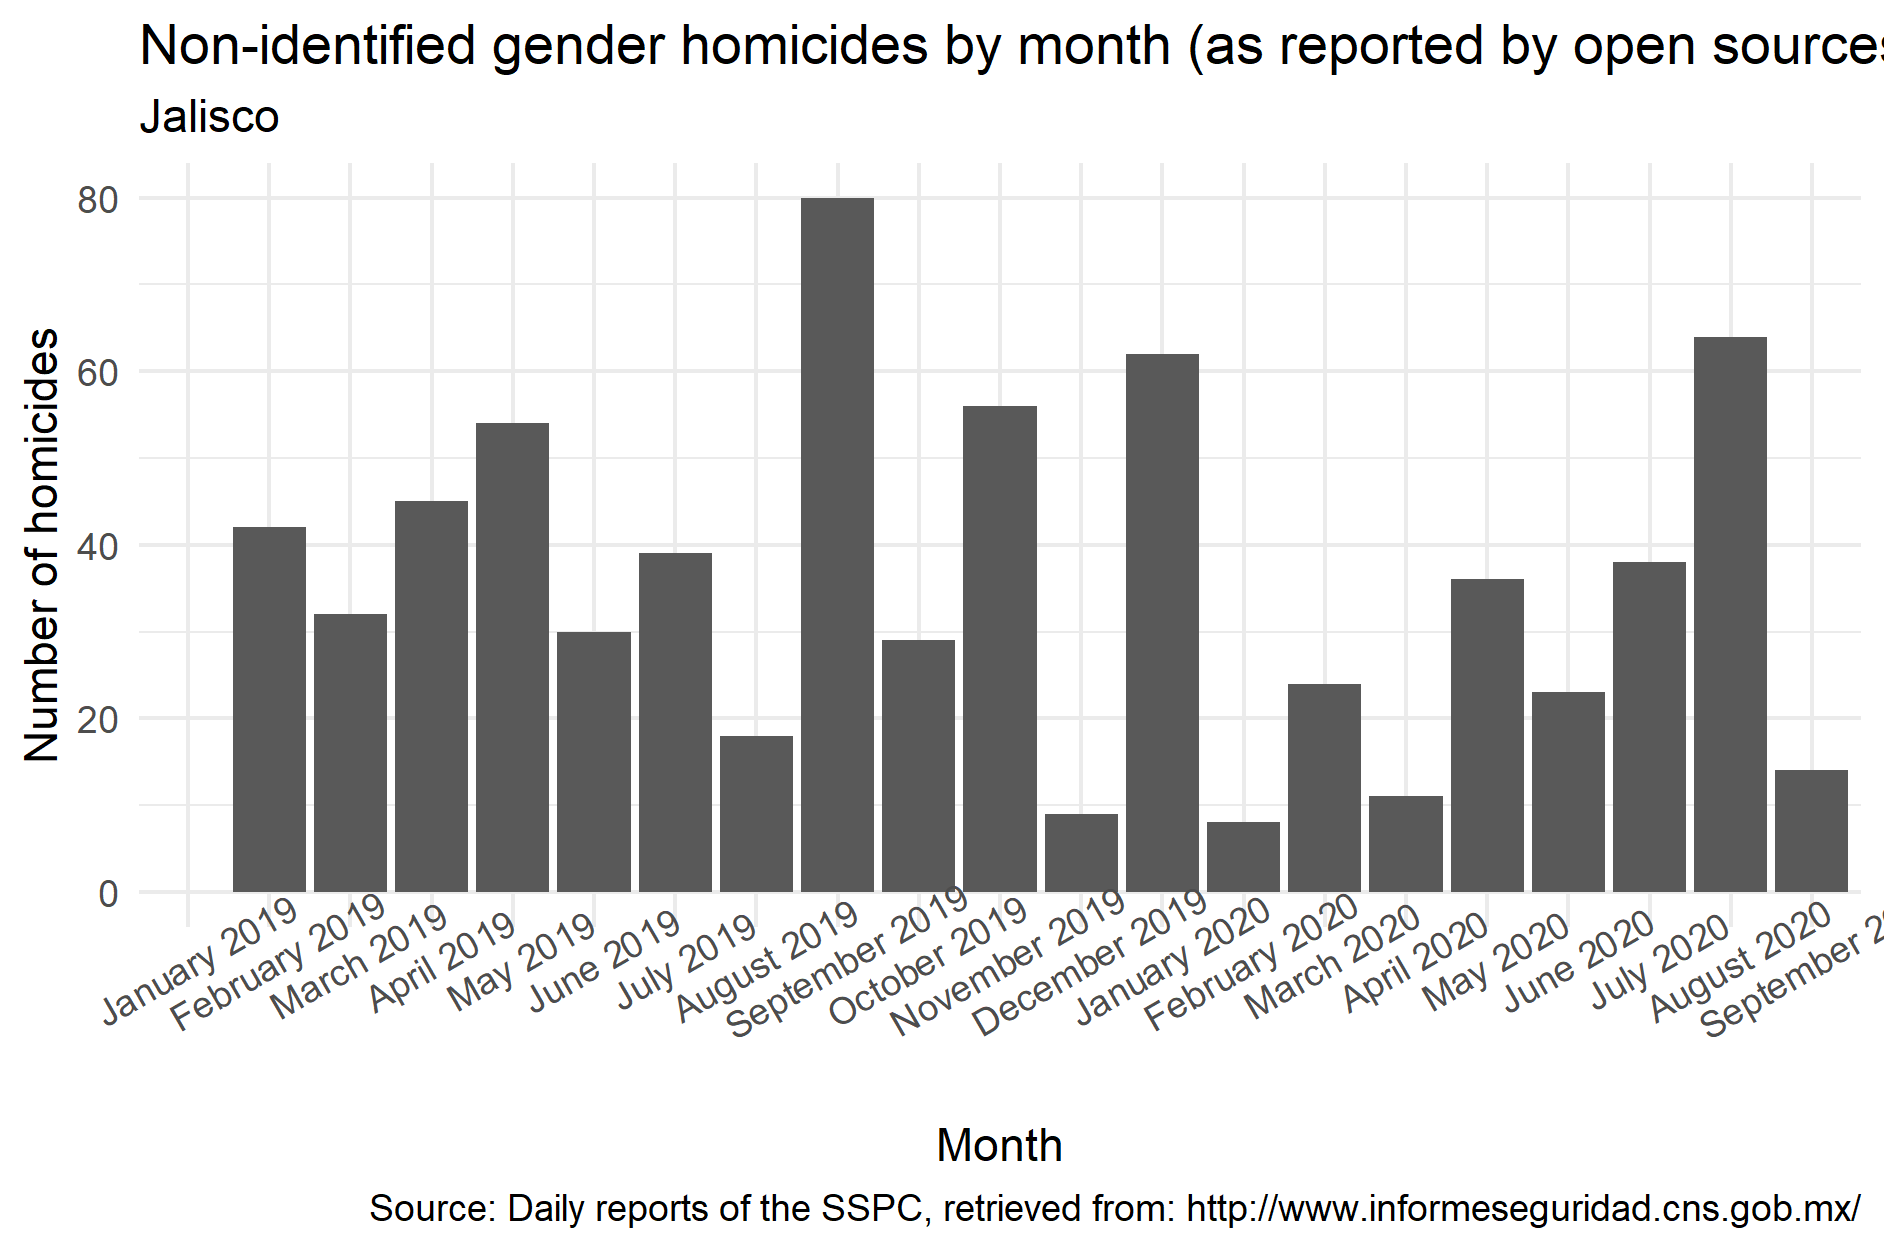 Non-identified gender homicides by month (as reported by open sources
Jalisco
Number of homicides
80
60
40
20
0
January 2019
February 2019
March 2019
April 2019
May 2019
June 2019
July 2019
August 2019
September 2019
October 2019
November 2019
December 2019
January 2020
February 2020
March 2020
April 2020
May 2020
June 2020
July 2020
August 2020
September
Month
Source: Daily reports of the SSPC, retrieved from: http://www.informeseguridad.cns.gob.mx/